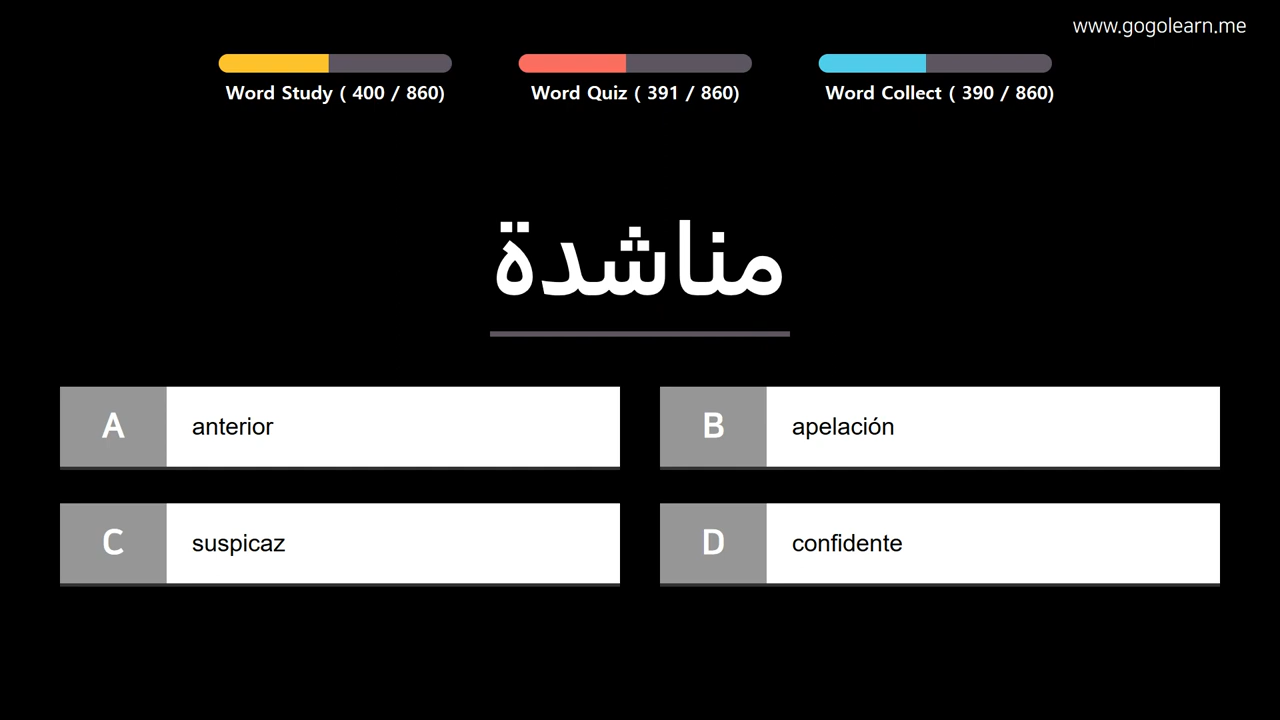 www.gogolearn.me
Word Study ( 400 / 860)
Word Quiz ( 391 / 860)
Word Collect ( 390 / 860)
مناشدة
A anterior
B apelación
C suspicaz
D confidente